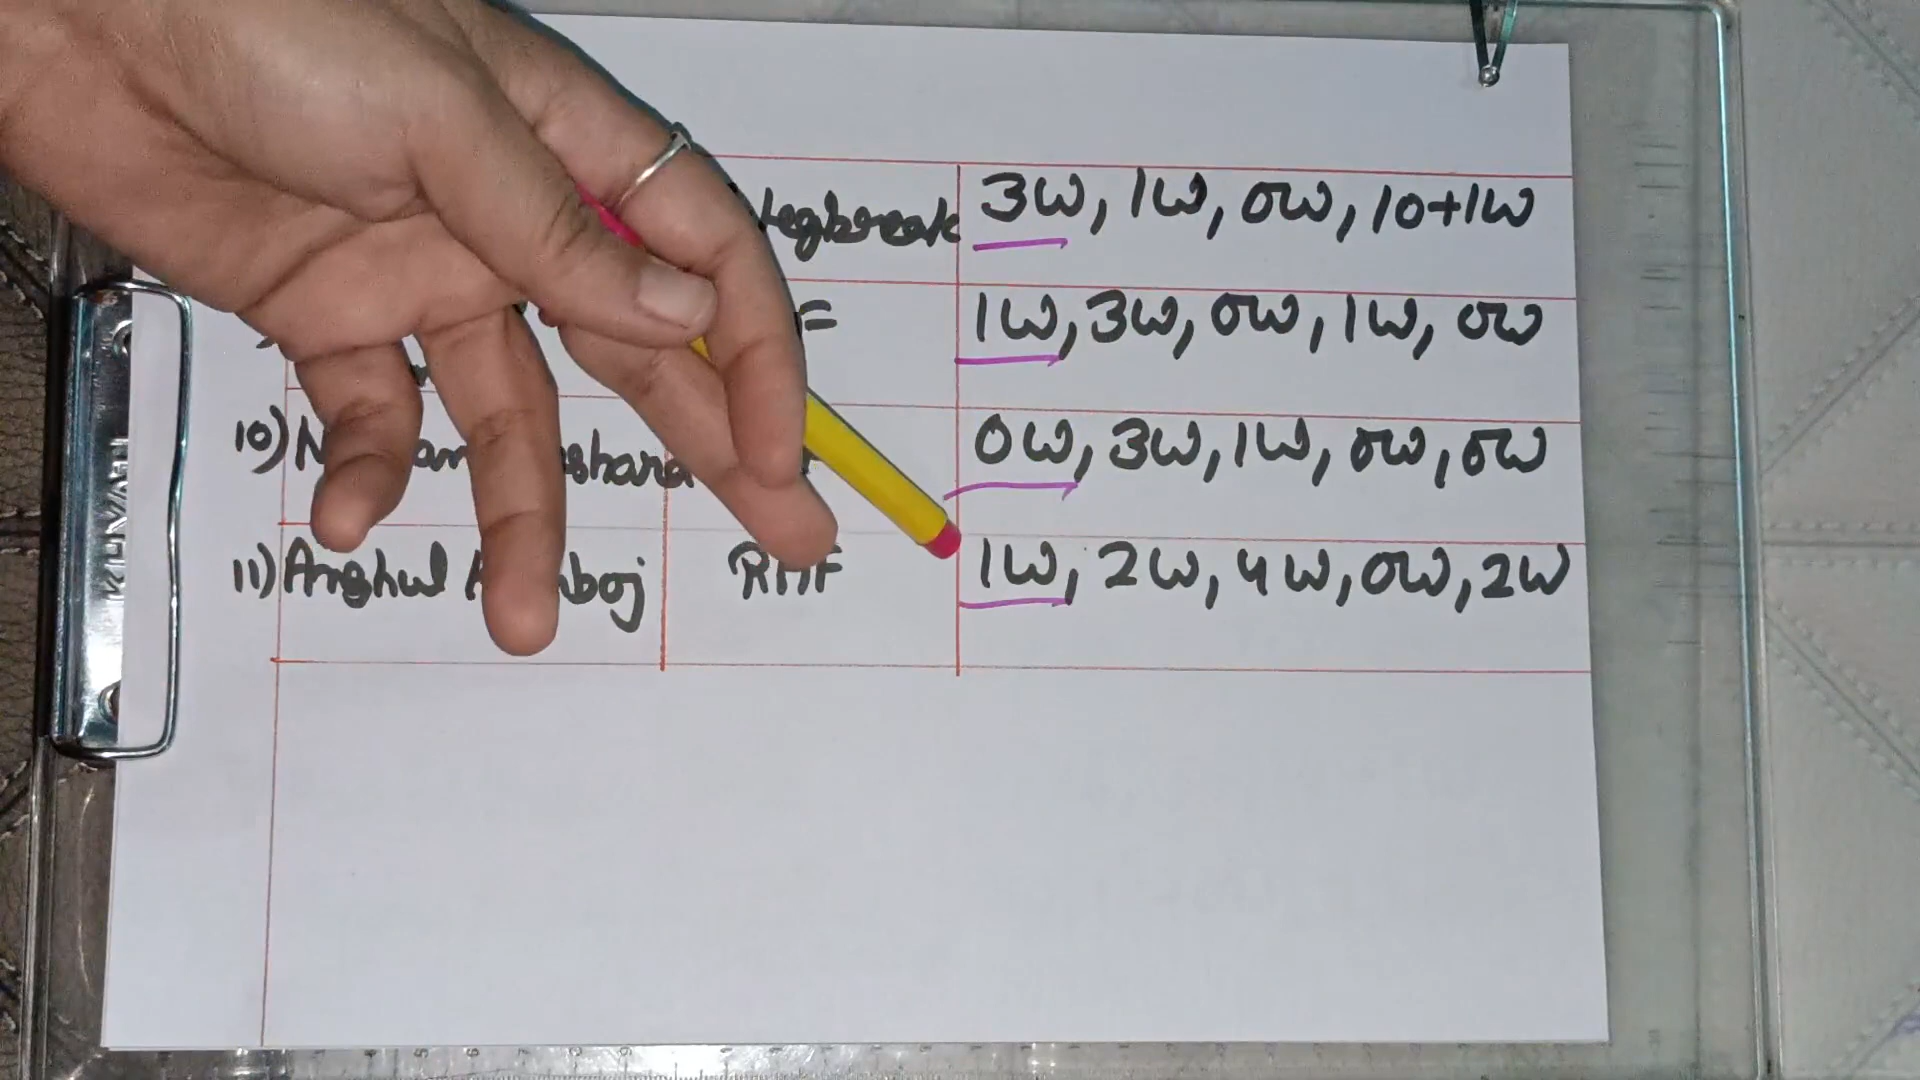 legbreak 3W, 1W, 0W, 10+1W
1W, 3W, 0W, 1W, 0W
10) 0W, 3W, 1W, 0W, 0W
11) Anghul RMF 1W, 2W, 4W, 0W, 2W